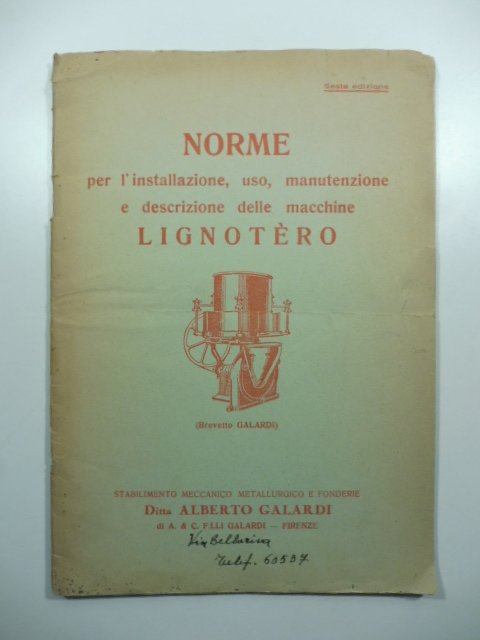 Sesta edizione
NORME
per l'installazione, uso, manutenzione
e descrizione delle macchine
LIGNOTÈRO
(Brevetto GALARDI)
STABILIMENTO MECCANICO METALLURGICO E FONDERIE
Ditta ALBERTO GALARDI
di A. & C. F.LLI GALARDI — FIRENZE
Via Bellariva
Telef. 60537